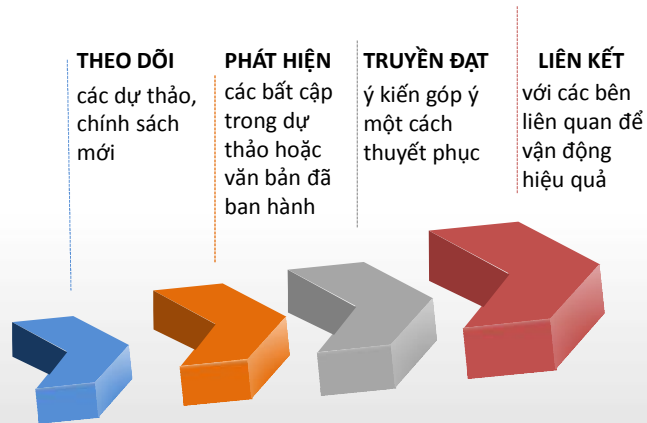 THEO DÕI
các dự thảo,
chính sách
mới
PHÁT HIỆN
các bất cập
trong dự
thảo hoặc
văn bản đã
ban hành
TRUYỀN ĐẠT
ý kiến góp ý
một cách
thuyết phục
LIÊN KẾT
với các bên
liên quan để
vận động
hiệu quả